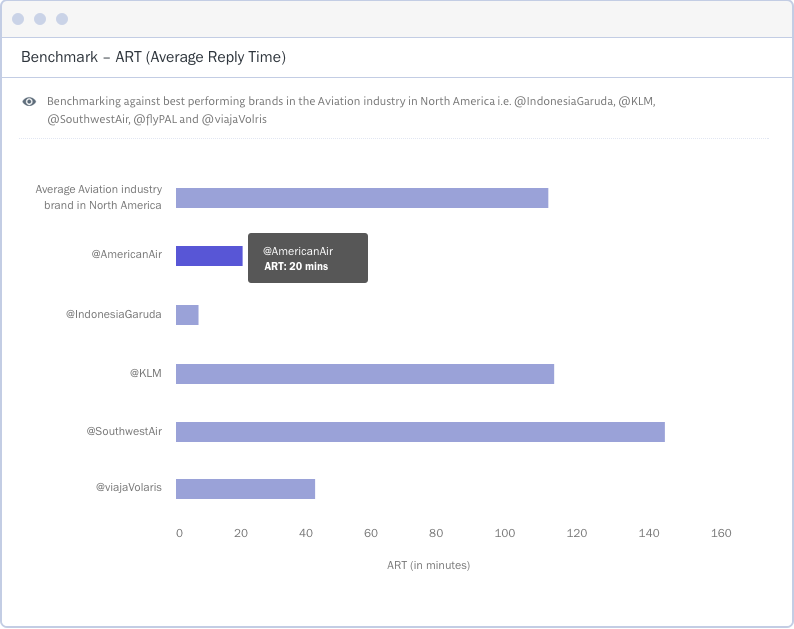 Benchmark – ART (Average Reply Time)
Benchmarking against best performing brands in the Aviation industry in North America i.e. @IndonesiaGaruda, @KLM,
@SouthwestAir, @flyPAL and @viajaVolris
Average Aviation industry
brand in North America
@AmericanAir
@AmericanAir
ART: 20 mins
@IndonesiaGaruda
@KLM
@SouthwestAir
@viajaVolaris
0 20 40 60 80 100 120 140 160
ART (in minutes)